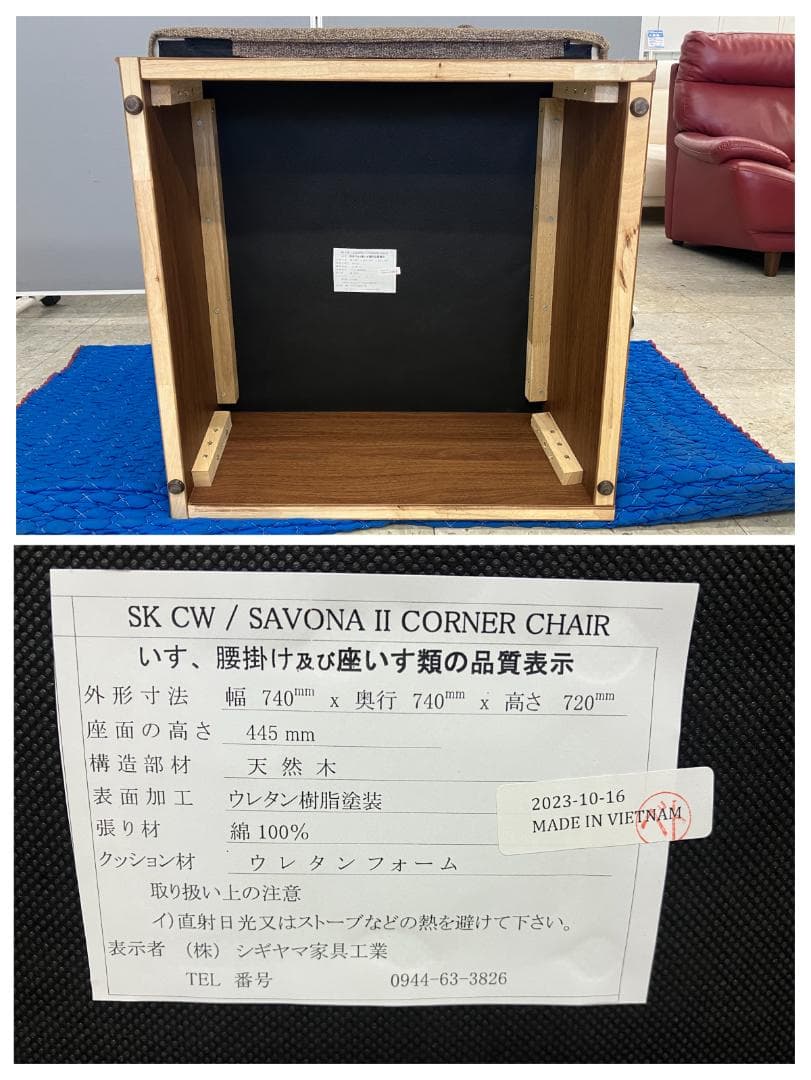 SK CW / SAVONA II CORNER CHAIR
いす、腰掛け及び座いす類の品質表示
外形寸法 幅 740mm x 奥行 740mm x 高さ 720mm
座面の高さ 445 mm
構造部材 天然木
表面加工 ウレタン樹脂塗装
張り材 綿100%
クッション材 ウレタンフォーム
2023-10-16
MADE IN VIETNAM
取り扱い上の注意
イ)直射日光又はストーブなどの熱を避けて下さい。
表示者 (株) シギヤマ家具工業
TEL 番号 0944-63-3826